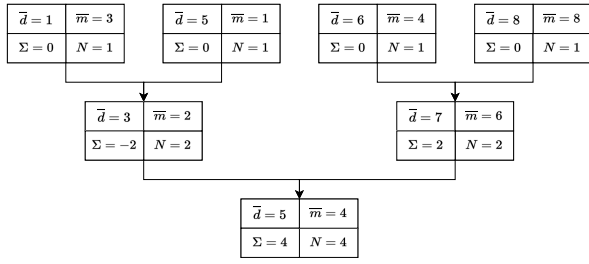 d̅ = 1 m̅ = 3 d̅ = 5 m̅ = 1 d̅ = 6 m̅ = 4 d̅ = 8 m̅ = 8
Σ = 0 N = 1 Σ = 0 N = 1 Σ = 0 N = 1 Σ = 0 N = 1
d̅ = 3 m̅ = 2 d̅ = 7 m̅ = 6
Σ = −2 N = 2 Σ = 2 N = 2
d̅ = 5 m̅ = 4
Σ = 4 N = 4